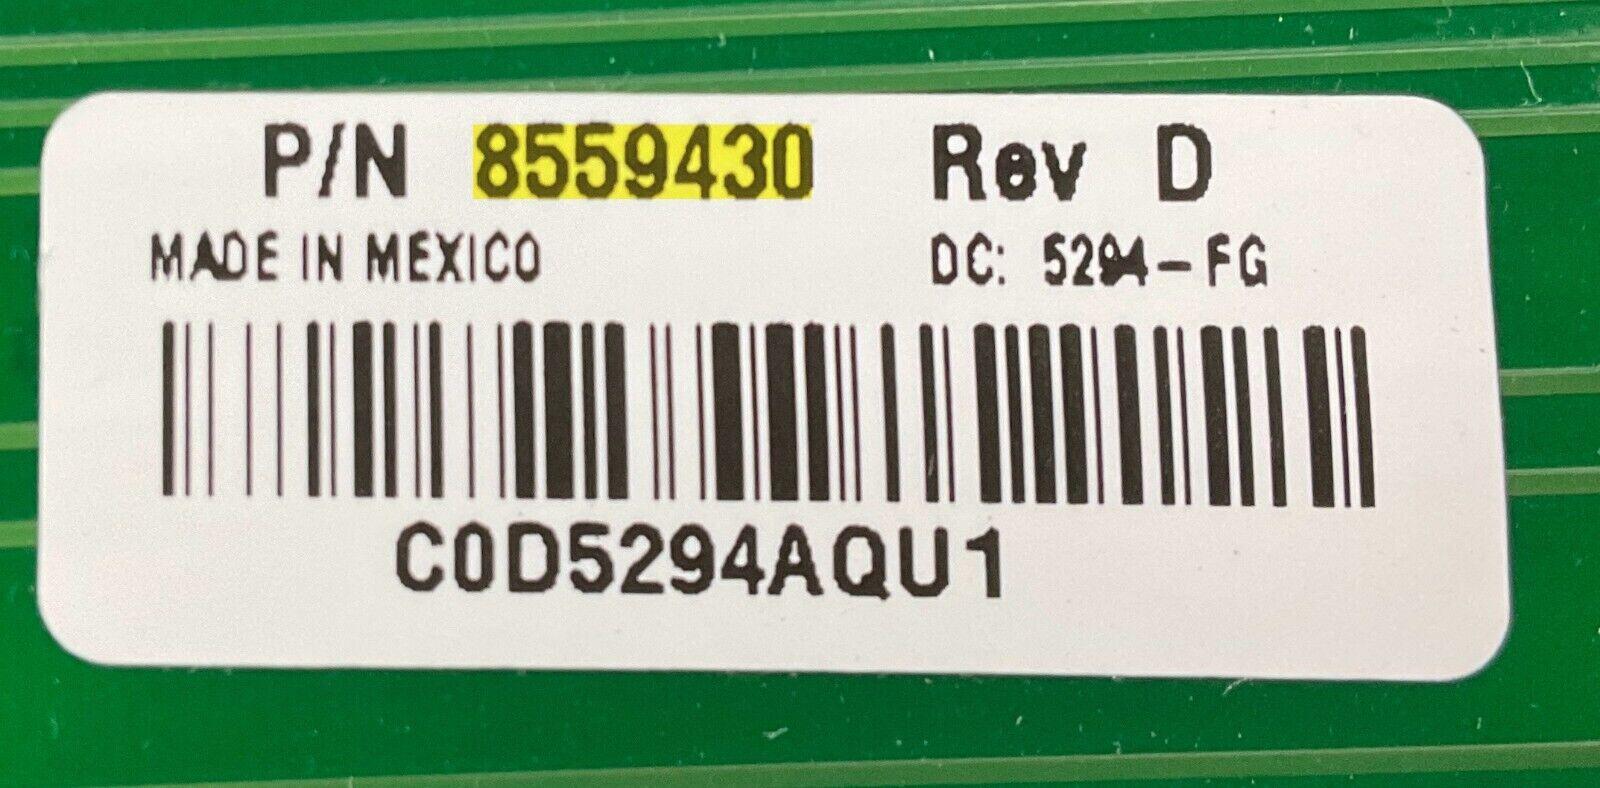 P/N 8559430 Rev D
MADE IN MEXICO DC: 5294-FG
C0D5294AQU1